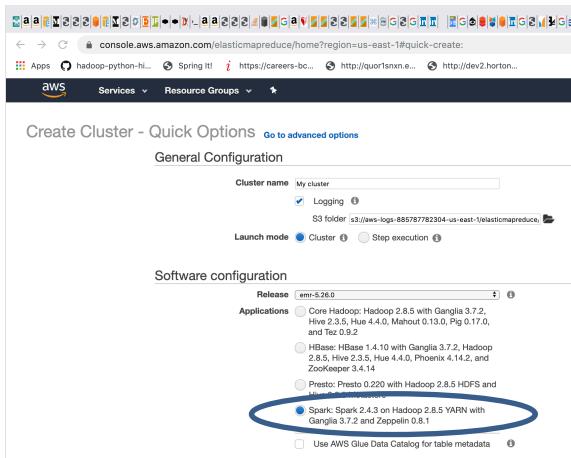 console.aws.amazon.com/elasticmapreduce/home?region=us-east-1#quick-create:
Apps hadoop-python-hi... Spring It! https://careers-bc... http://quor1snxn.e... http://dev2.horton...
aws Services Resource Groups
Create Cluster - Quick Options Go to advanced options
General Configuration
Cluster name My cluster
Logging
S3 folder s3://aws-logs-885787782304-us-east-1/elasticmapreduce/
Launch mode Cluster Step execution
Software configuration
Release emr-5.26.0
Applications Core Hadoop: Hadoop 2.8.5 with Ganglia 3.7.2,
Hive 2.3.5, Hue 4.4.0, Mahout 0.13.0, Pig 0.17.0,
and Tez 0.9.2
HBase: HBase 1.4.10 with Ganglia 3.7.2, Hadoop
2.8.5, Hive 2.3.5, Hue 4.4.0, Phoenix 4.14.2, and
ZooKeeper 3.4.14
Presto: Presto 0.220 with Hadoop 2.8.5 HDFS and
Spark: Spark 2.4.3 on Hadoop 2.8.5 YARN with
Ganglia 3.7.2 and Zeppelin 0.8.1
Use AWS Glue Data Catalog for table metadata